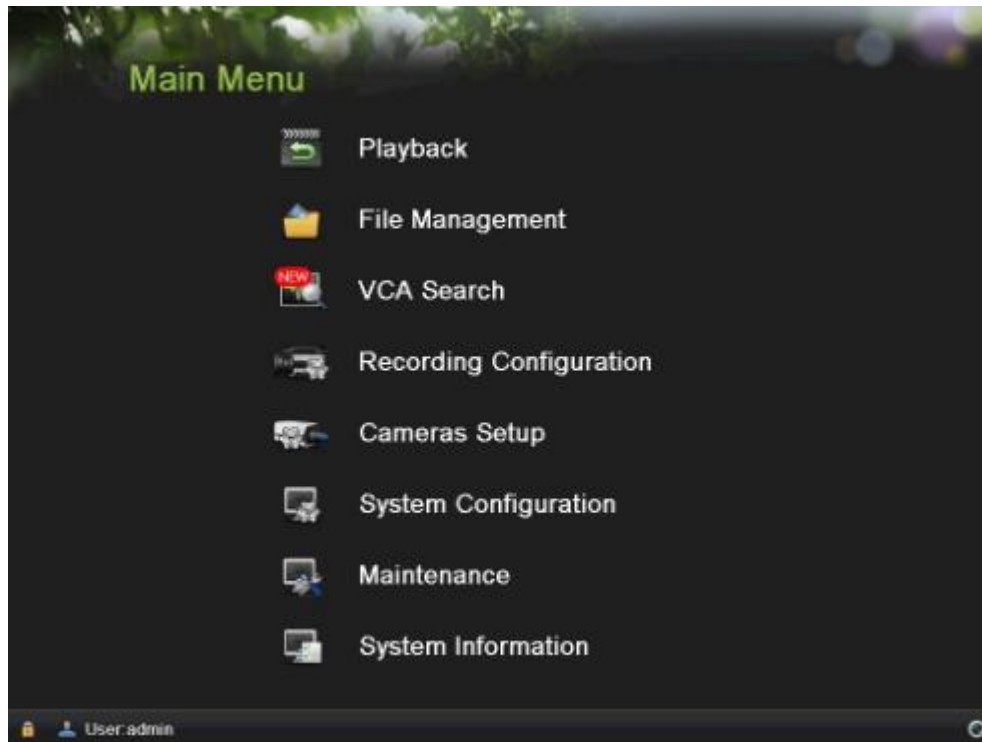 Main Menu
Playback
File Management
NEW
VCA Search
Recording Configuration
Cameras Setup
System Configuration
Maintenance
System Information
User:admin